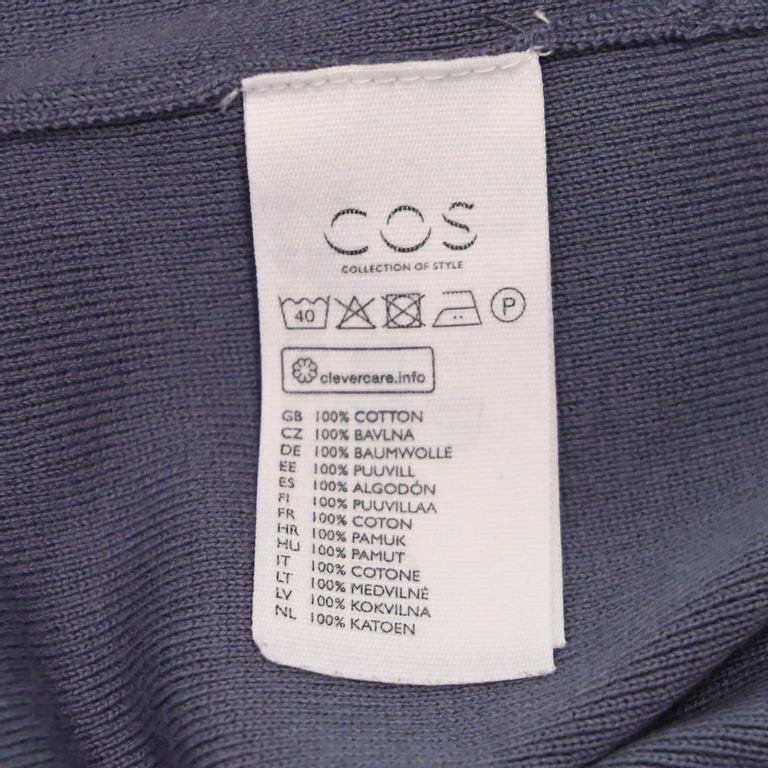 COS
COLLECTION OF STYLE
40 P
clevercare.info
GB 100% COTTON
CZ 100% BAVLNA
DE 100% BAUMWOLLE
EE 100% PUUVILL
ES 100% ALGODÓN
FI 100% PUUVILLAA
FR 100% COTON
HR 100% PAMUK
HU 100% PAMUT
IT 100% COTONE
LT 100% MEDVILNĖ
LV 100% KOKVILNA
NL 100% KATOEN